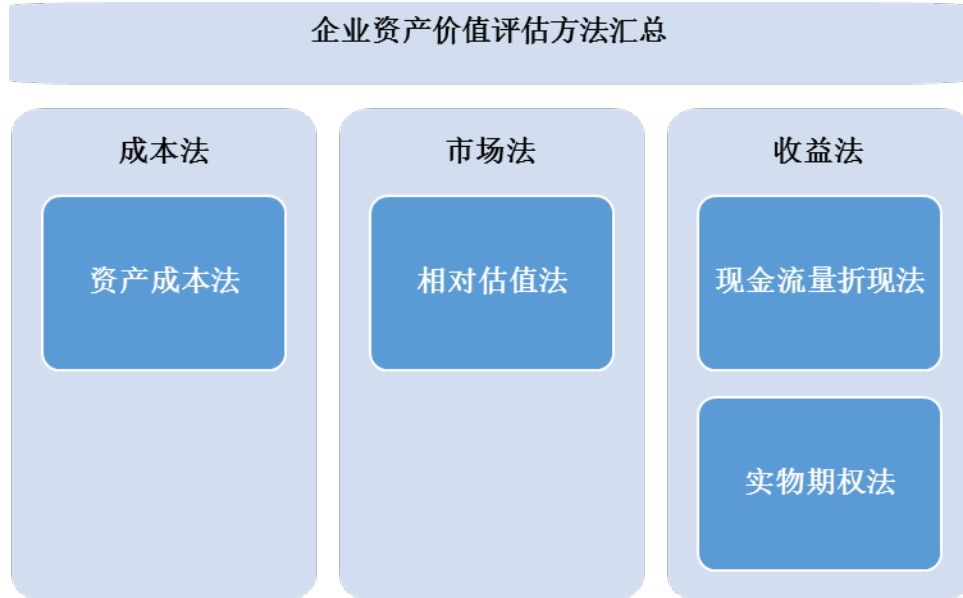 企业资产价值评估方法汇总
成本法
资产成本法
市场法
相对估值法
收益法
现金流量折现法
实物期权法